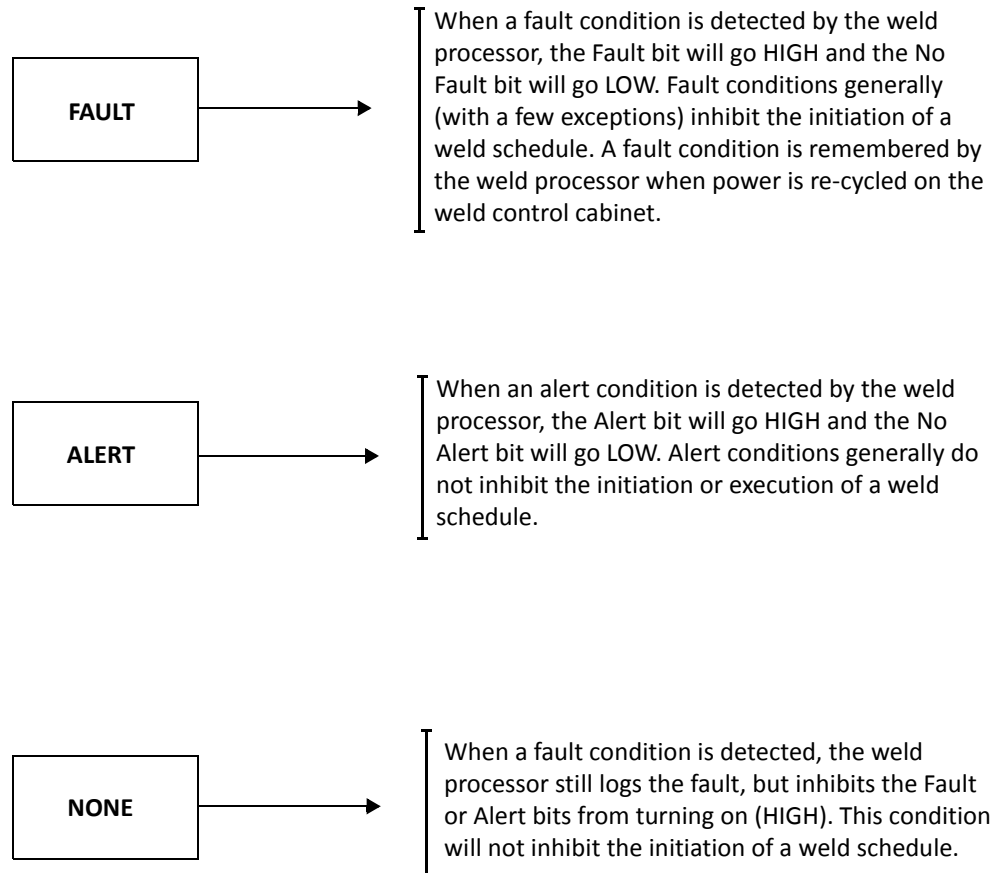 FAULT
When a fault condition is detected by the weld
processor, the Fault bit will go HIGH and the No
Fault bit will go LOW. Fault conditions generally
(with a few exceptions) inhibit the initiation of a
weld schedule. A fault condition is remembered by
the weld processor when power is re-cycled on the
weld control cabinet.
ALERT
When an alert condition is detected by the weld
processor, the Alert bit will go HIGH and the No
Alert bit will go LOW. Alert conditions generally do
not inhibit the initiation or execution of a weld
schedule.
NONE
When a fault condition is detected, the weld
processor still logs the fault, but inhibits the Fault
or Alert bits from turning on (HIGH). This condition
will not inhibit the initiation of a weld schedule.